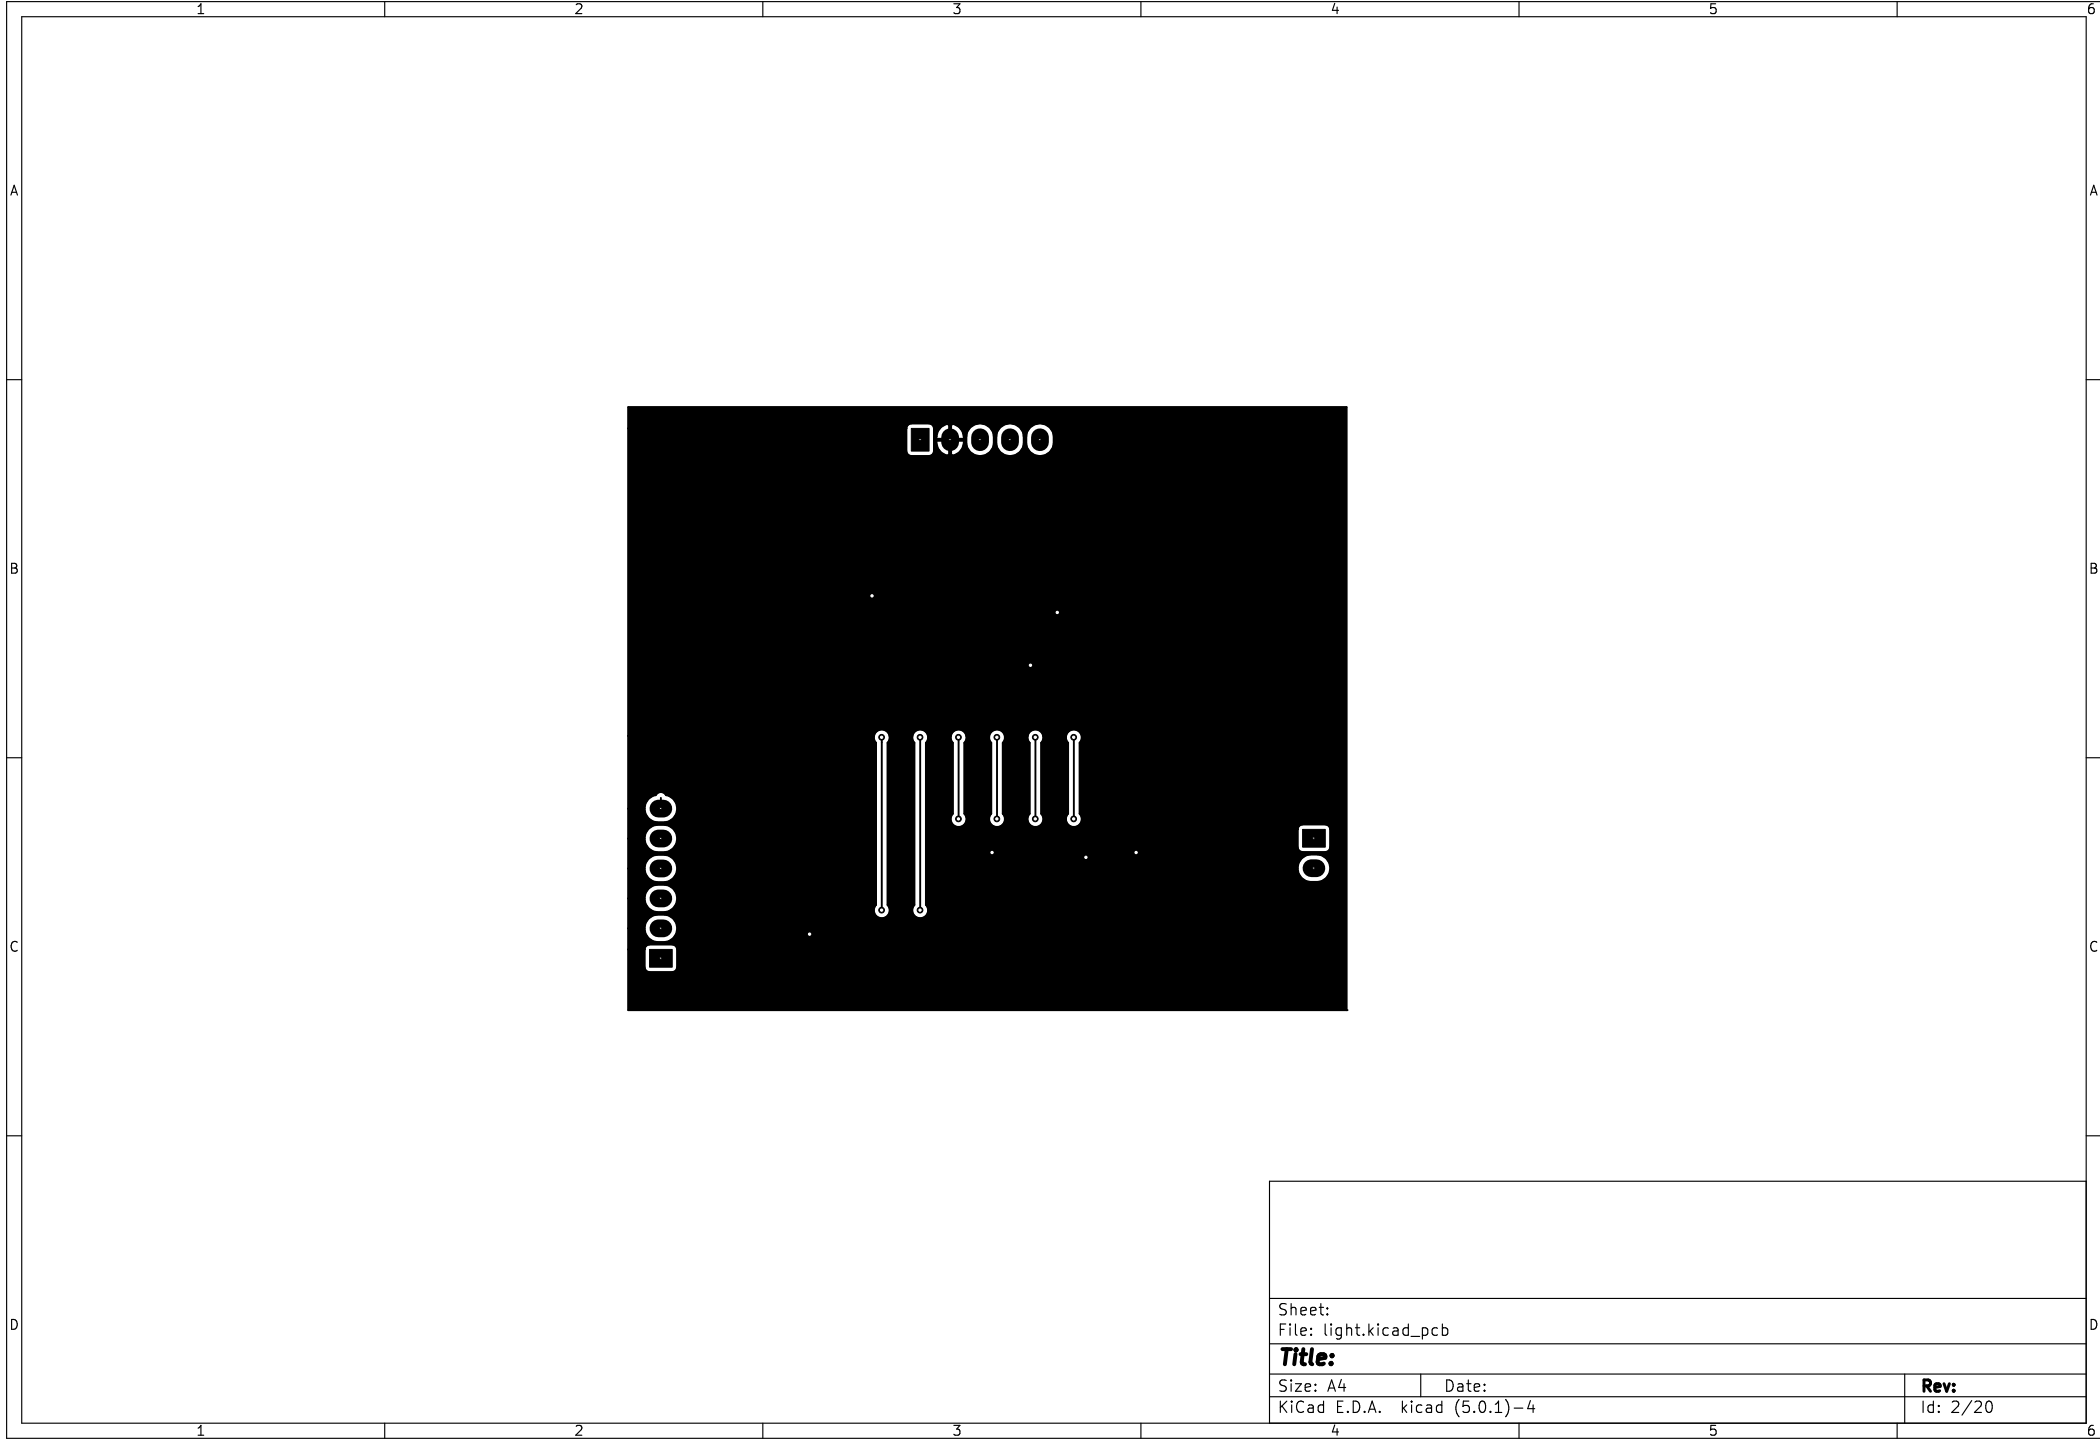 1 2 3 4 5 6
A A
B B
C C
D D
Sheet:
File: light.kicad_pcb
Title:
Size: A4 Date: Rev:
KiCad E.D.A. kicad (5.0.1)-4 Id: 2/20
1 2 3 4 5 6